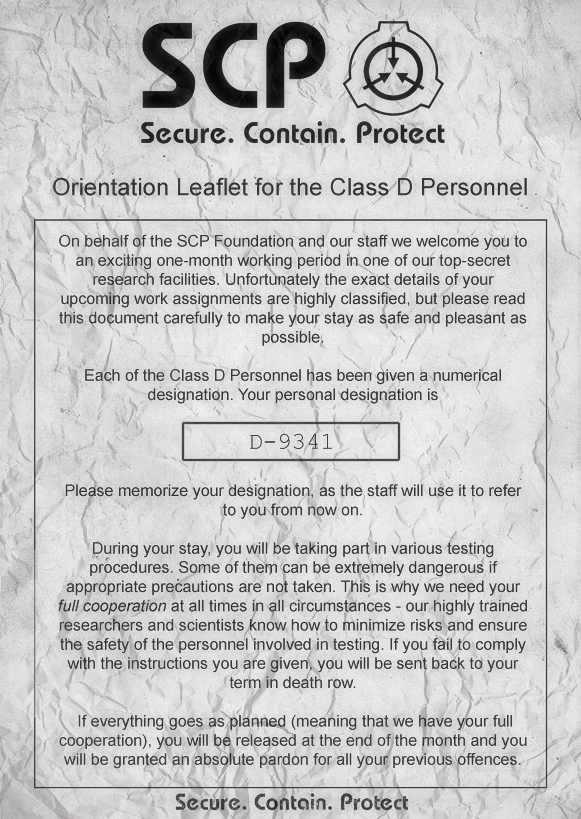 SCP
Secure. Contain. Protect
Orientation Leaflet for the Class D Personnel
On behalf of the SCP Foundation and our staff we welcome you to
an exciting one-month working period in one of our top-secret
research facilities. Unfortunately the exact details of your
upcoming work assignments are highly classified, but please read
this document carefully to make your stay as safe and pleasant as
possible.
Each of the Class D Personnel has been given a numerical
designation. Your personal designation is
D-9341
Please memorize your designation, as the staff will use it to refer
to you from now on.
During your stay, you will be taking part in various testing
procedures. Some of them can be extremely dangerous if
appropriate precautions are not taken. This is why we need your
full cooperation at all times in all circumstances - our highly trained
researchers and scientists know how to minimize risks and ensure
the safety of the personnel involved in testing. If you fail to comply
with the instructions you are given, you will be sent back to your
term in death row.
If everything goes as planned (meaning that we have your full
cooperation), you will be released at the end of the month and you
will be granted an absolute pardon for all your previous offences.
Secure. Contain. Protect